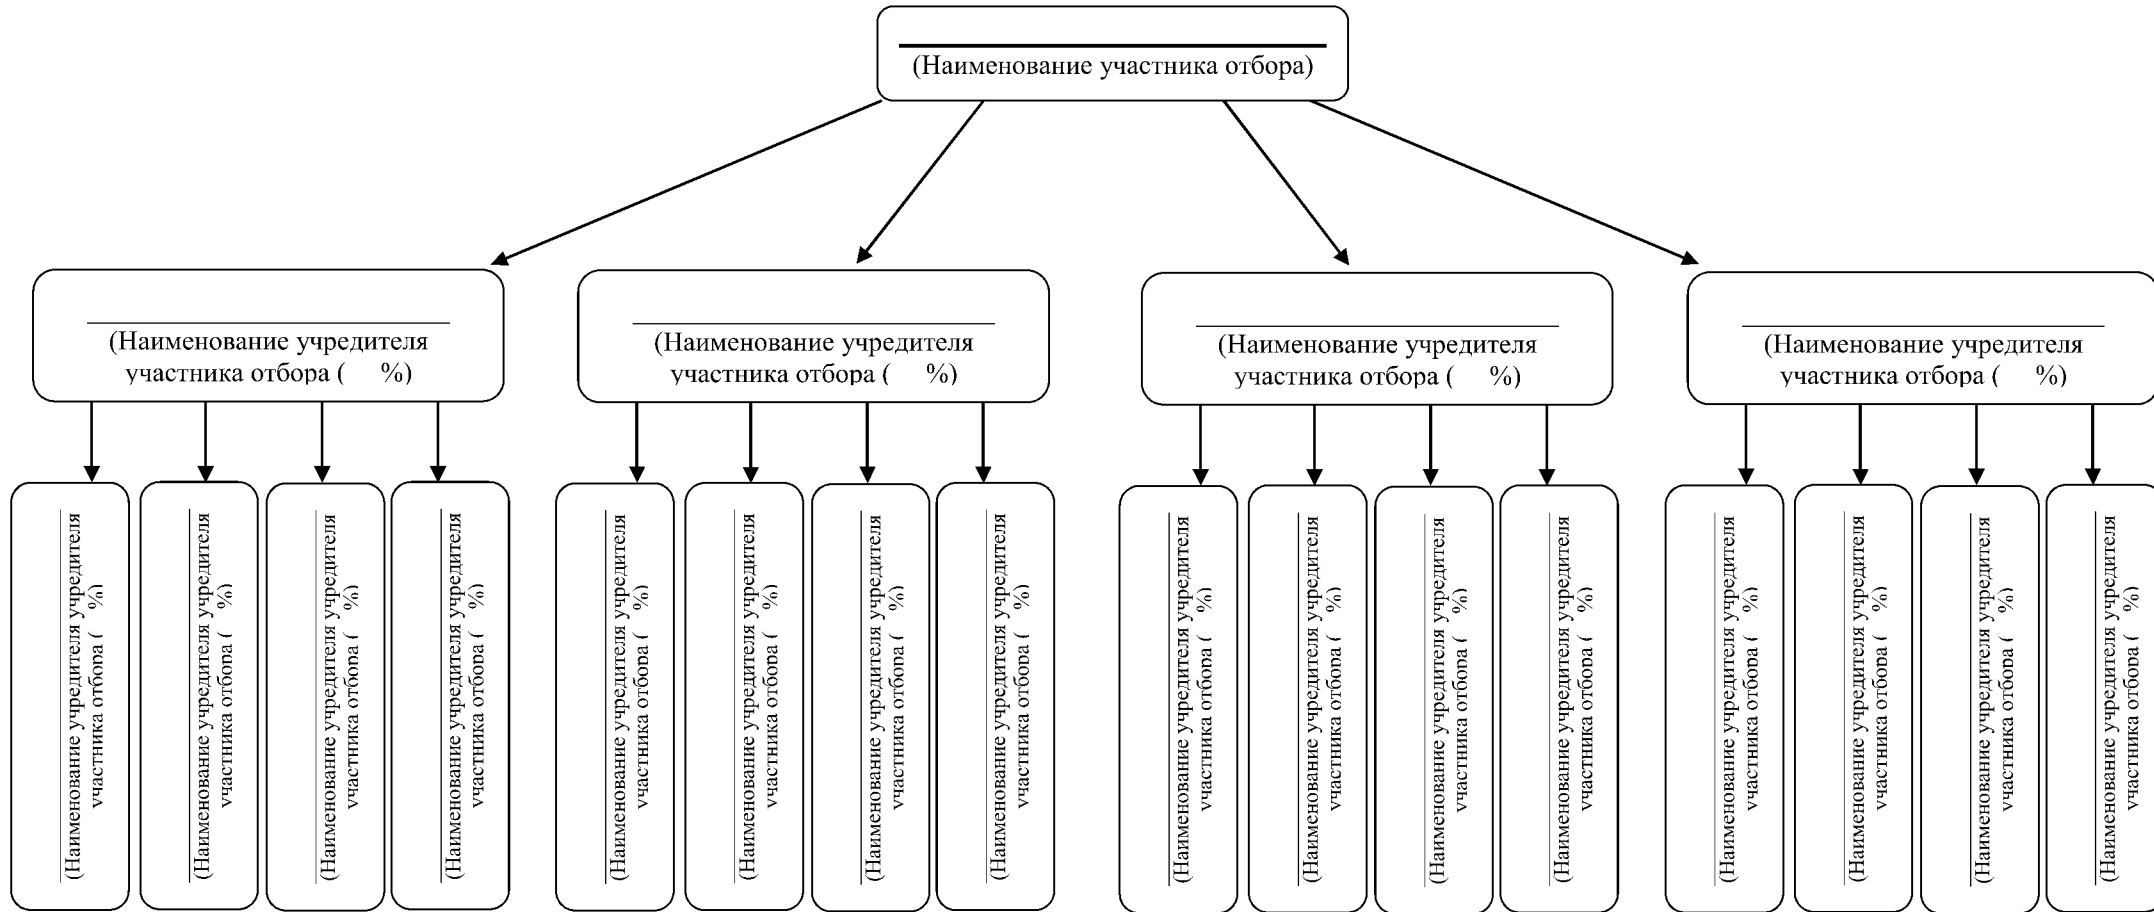 (Наименование участника отбора)
(Наименование учредителя
участника отбора (     %)
(Наименование учредителя
участника отбора (     %)
(Наименование учредителя
участника отбора (     %)
(Наименование учредителя
участника отбора (     %)
(Наименование учредителя учредителя
участника отбора (     %)
(Наименование учредителя учредителя
участника отбора (     %)
(Наименование учредителя учредителя
участника отбора (     %)
(Наименование учредителя учредителя
участника отбора (     %)
(Наименование учредителя учредителя
участника отбора (     %)
(Наименование учредителя учредителя
участника отбора (     %)
(Наименование учредителя учредителя
участника отбора (     %)
(Наименование учредителя учредителя
участника отбора (     %)
(Наименование учредителя учредителя
участника отбора (     %)
(Наименование учредителя учредителя
участника отбора (     %)
(Наименование учредителя учредителя
участника отбора (     %)
(Наименование учредителя учредителя
участника отбора (     %)
(Наименование учредителя учредителя
участника отбора (     %)
(Наименование учредителя учредителя
участника отбора (     %)
(Наименование учредителя учредителя
участника отбора (     %)
(Наименование учредителя учредителя
участника отбора (     %)